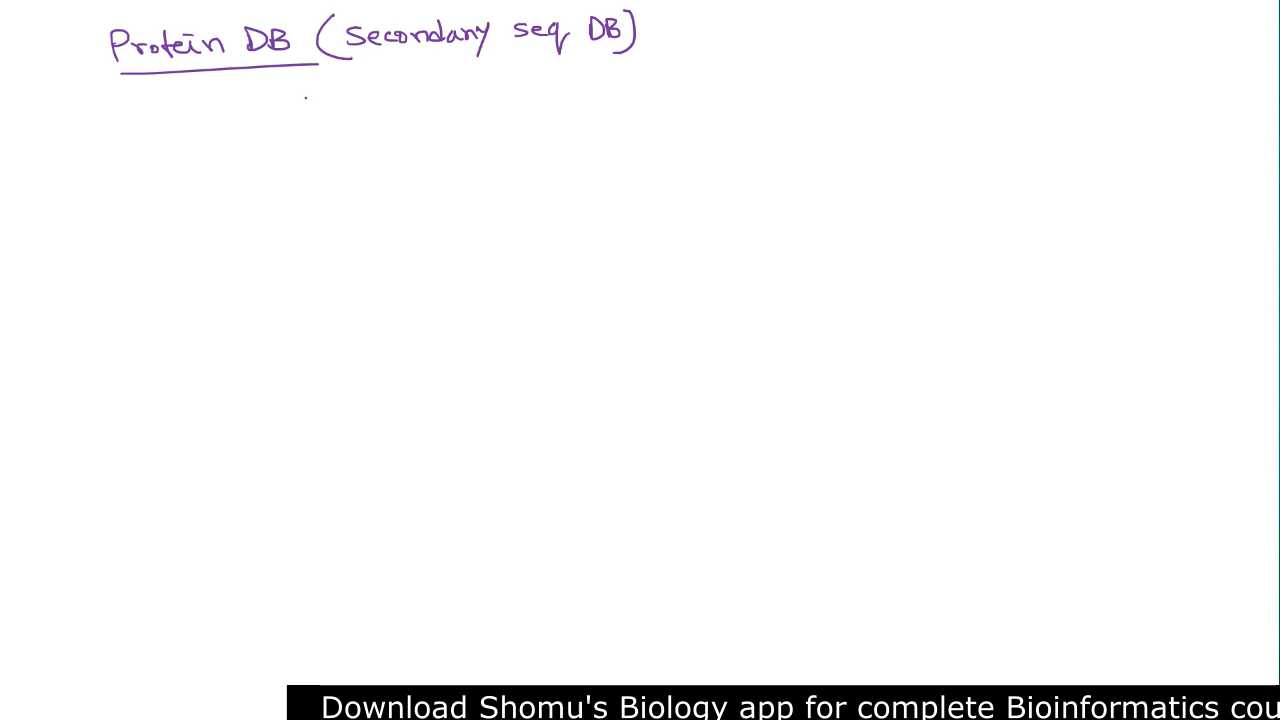 Protein DB (Secondary seq DB)
Download Shomu's Biology app for complete Bioinformatics cou